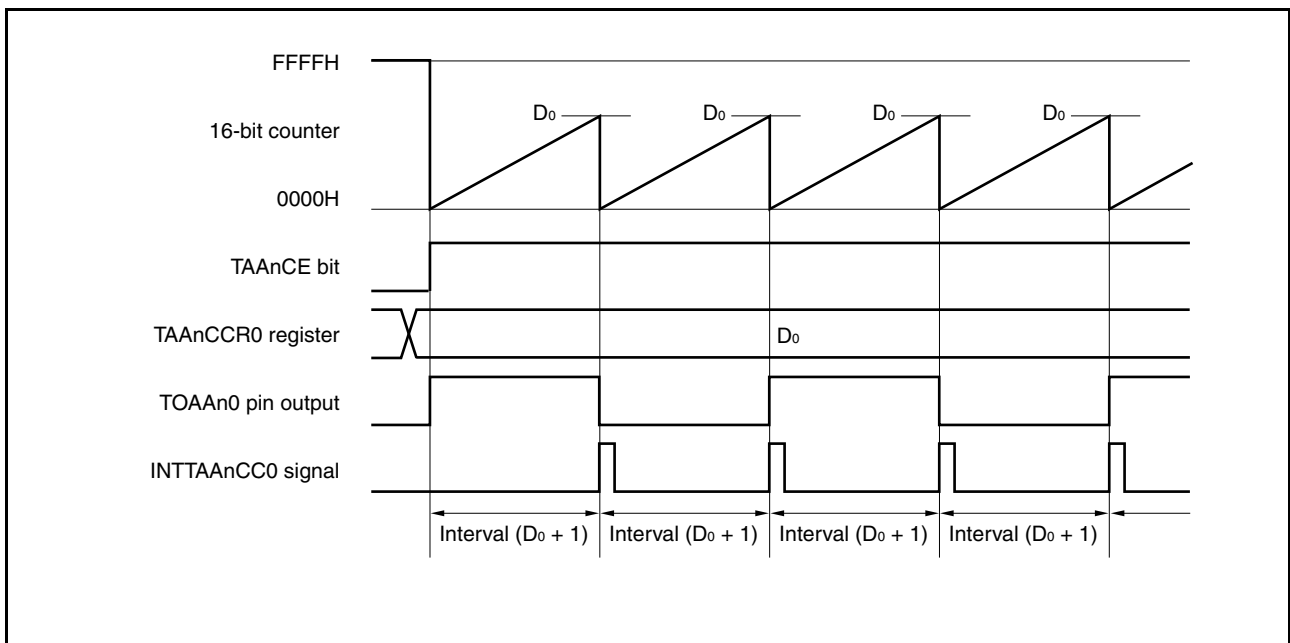 FFFFH
D₀ D₀ D₀ D₀
16-bit counter
0000H
TAAnCE bit
TAAnCCR0 register
D₀
TOAAn0 pin output
INTTAAnCC0 signal
Interval (D₀ + 1) Interval (D₀ + 1) Interval (D₀ + 1) Interval (D₀ + 1)